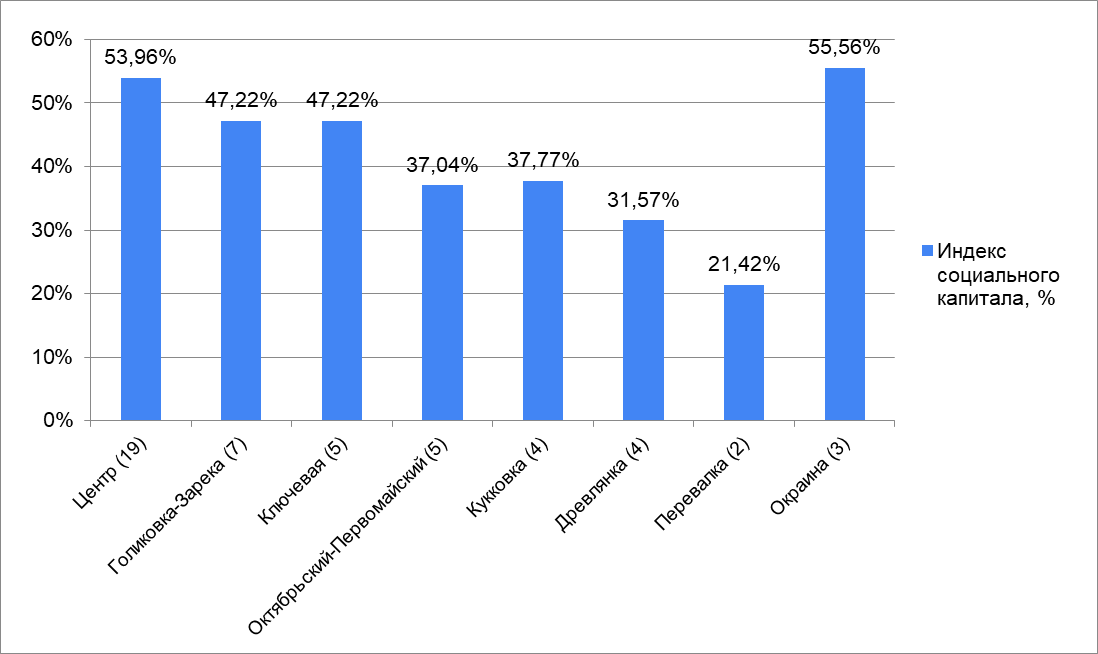 60%
50%
40%
30%
20%
10%
0%
53,96%
47,22%
47,22%
37,04%
37,77%
31,57%
21,42%
55,56%
Центр (19)
Голиковка-Зарека (7)
Ключевая (5)
Октябрьский-Первомайский (5)
Кукковка (4)
Древлянка (4)
Перевалка (2)
Окраина (3)
Индекс
социального
капитала, %